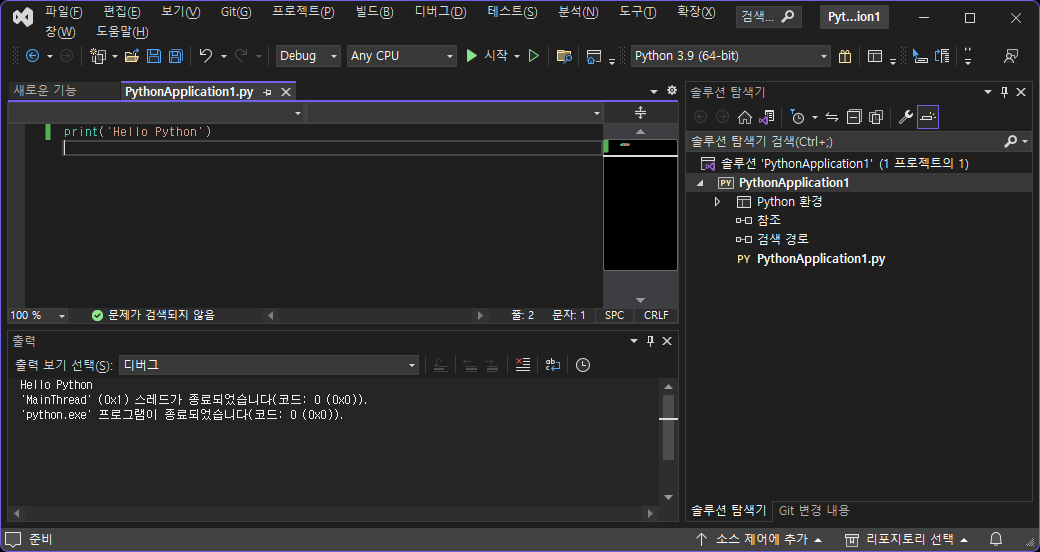 파일(F) 편집(E) 보기(V) Git(G) 프로젝트(P) 빌드(B) 디버그(D) 테스트(S) 분석(N) 도구(T) 확장(X) 검색... Pyt...ion1
창(W) 도움말(H)
Debug Any CPU 시작 Python 3.9 (64-bit)
새로운 기능 PythonApplication1.py
print('Hello Python')
100 % 문제가 검색되지 않음 줄: 2 문자: 1 SPC CRLF
출력
출력 보기 선택(S): 디버그
Hello Python
'MainThread' (0x1) 스레드가 종료되었습니다(코드: 0 (0x0)).
'python.exe' 프로그램이 종료되었습니다(코드: 0 (0x0)).
솔루션 탐색기
솔루션 탐색기 검색(Ctrl+;)
솔루션 'PythonApplication1' (1 프로젝트의 1)
PY PythonApplication1
Python 환경
참조
검색 경로
PY PythonApplication1.py
솔루션 탐색기 Git 변경 내용
준비 소스 제어에 추가 리포지토리 선택